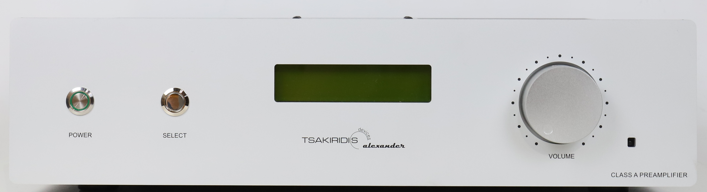 POWER
SELECT
TSAKIRIDIS
alexander
VOLUME
CLASS A PREAMPLIFIER